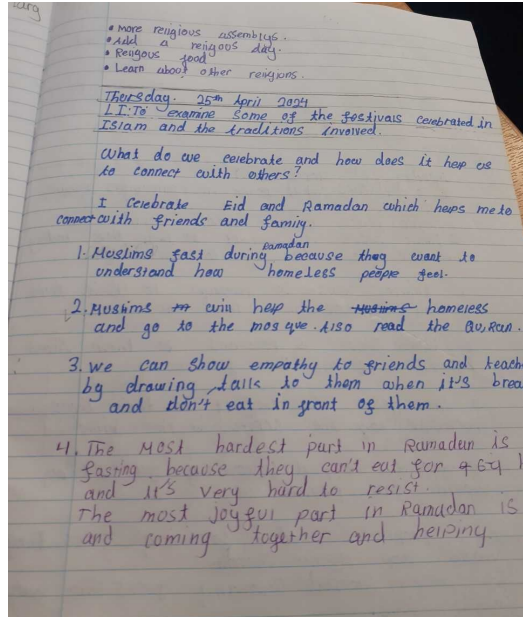 • More religious assemblys.
• Add a reiigoous day.
• Reiigous food
• Learn about other reiigions.
Thursday. 25th April 2024
L.I: To examine some of the festivals celebrated in
Islam and the traditions involved.
What do we celebrate and how does it help us
to connect with others?
I celebrate Eid and Ramadan which helps me to
connect with friends and family.
1. Muslims fast during Ramadan because they want to
understand how homeless people feel.
2. Muslims will help the homeless
and go to the mosque. Also read the Qu,Ran.
3. We can show empathy to friends and teach
by drawing, talk to them when it's brea
and don't eat in front of them.
4. The Most hardest part in Ramadan is
fasting because they can't eat for
and it's very hard to resist.
The most joyful part in Ramadan is
and coming together and helping